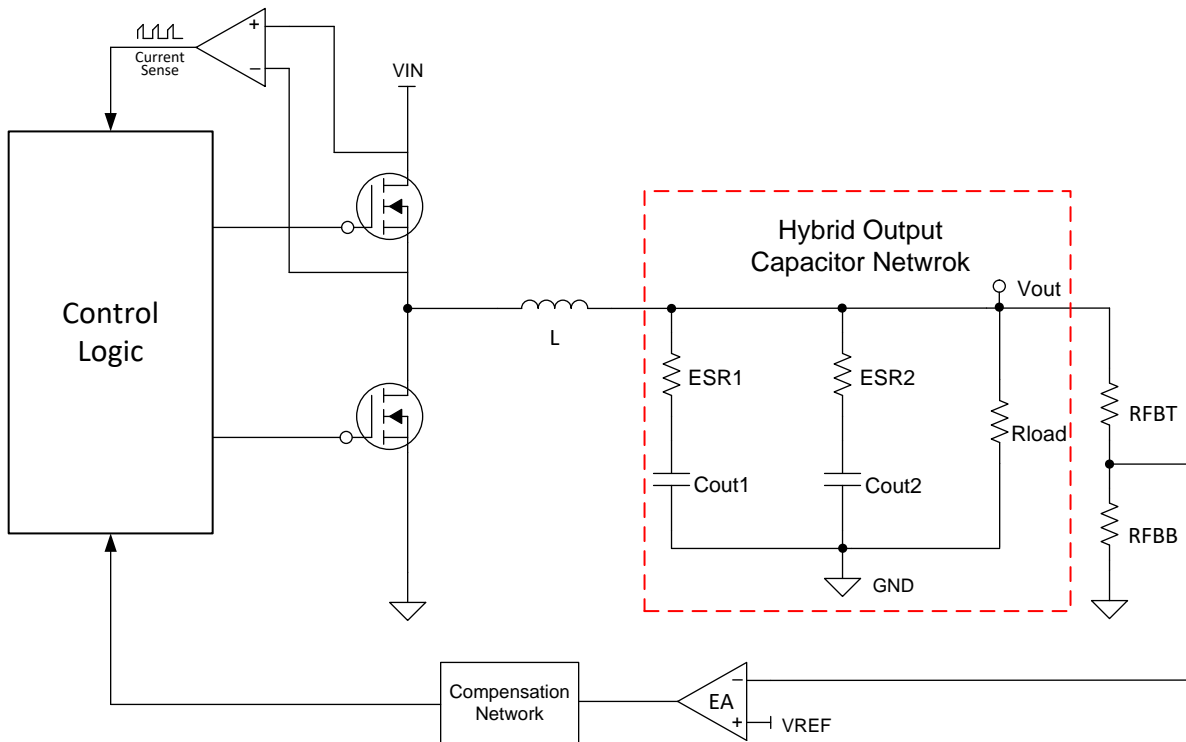 +
−
Current
Sense
VIN
Control
Logic
Hybrid Output
Capacitor Netwrok
Vout
L
ESR1
ESR2
Rload
RFBT
Cout1
Cout2
RFBB
GND
Compensation
Network
EA
−
+
VREF